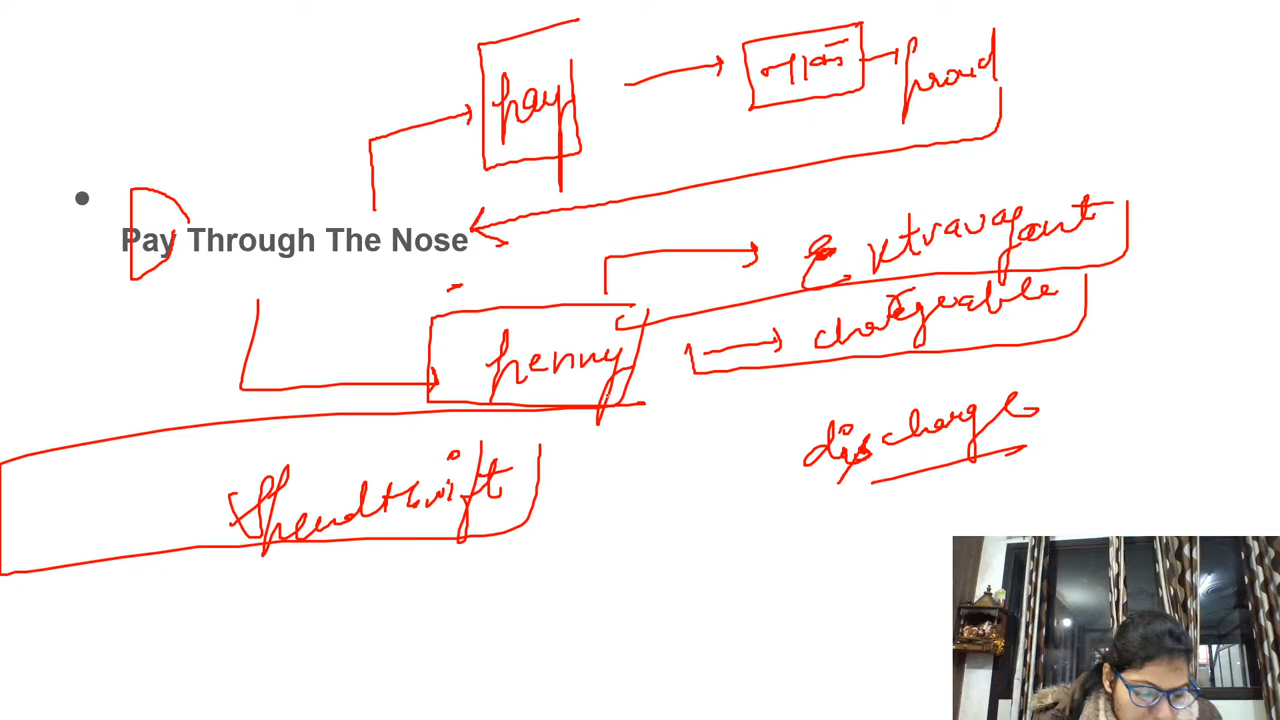 pay
proud
Pay Through The Nose
Extravagant
penny
chargeable
discharge
Spendthrift